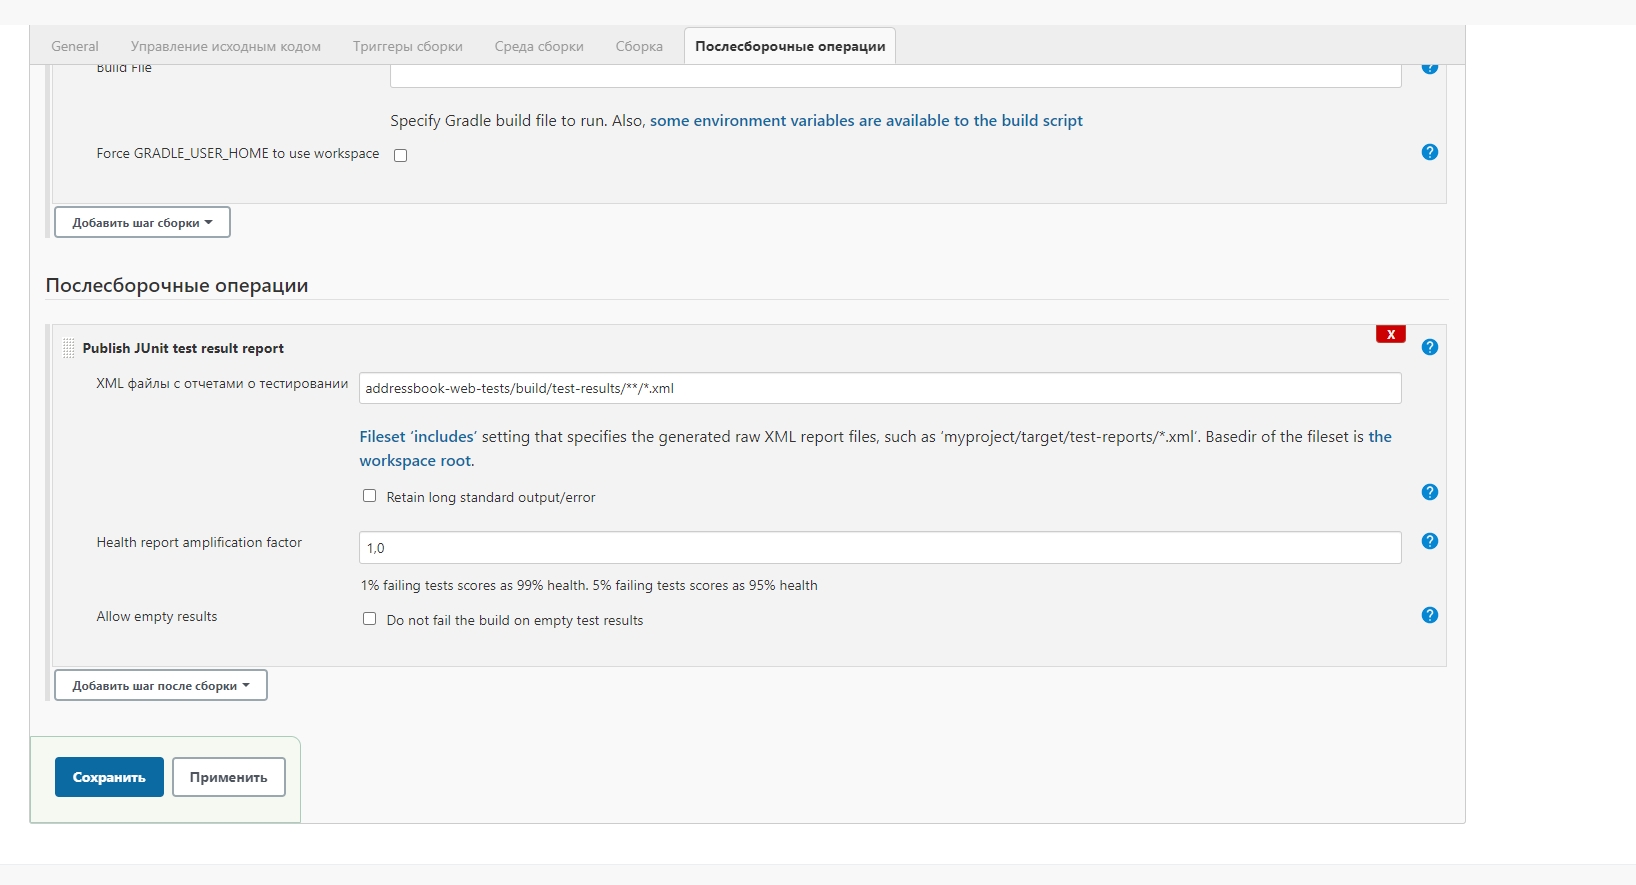 General Управление исходным кодом Триггеры сборки Среда сборки Сборка Послесборочные операции
Build File
?
Specify Gradle build file to run. Also, some environment variables are available to the build script
Force GRADLE_USER_HOME to use workspace
?
Добавить шаг сборки
Послесборочные операции
X
Publish JUnit test result report
?
XML файлы с отчетами о тестировании
addressbook-web-tests/build/test-results/**/*.xml
Fileset ‘includes’ setting that specifies the generated raw XML report files, such as ‘myproject/target/test-reports/*.xml’. Basedir of the fileset is the
workspace root.
Retain long standard output/error
?
Health report amplification factor
1,0
?
1% failing tests scores as 99% health. 5% failing tests scores as 95% health
Allow empty results
Do not fail the build on empty test results
?
Добавить шаг после сборки
Сохранить Применить